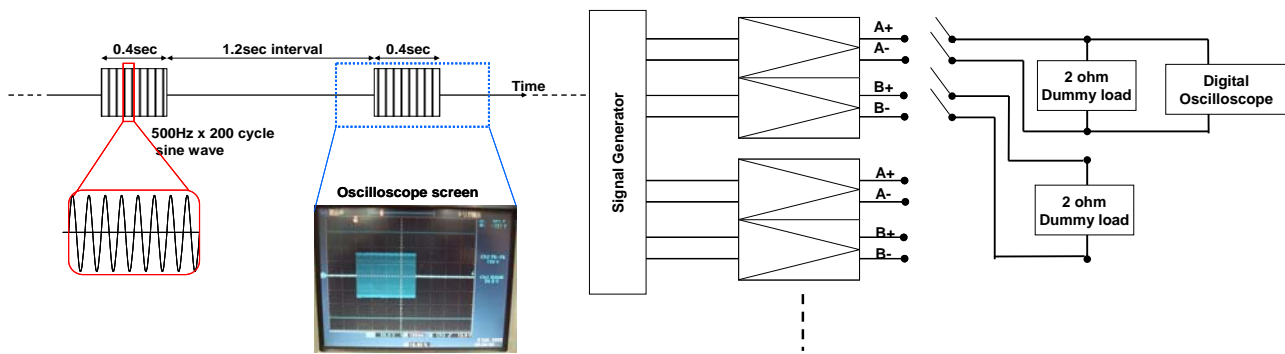 0.4sec
1.2sec interval
0.4sec
Time
500Hz x 200 cycle
sine wave
Oscilloscope screen
Signal Generator
A+
A-
B+
B-
A+
A-
B+
B-
2 ohm
Dummy load
Digital
Oscilloscope
2 ohm
Dummy load